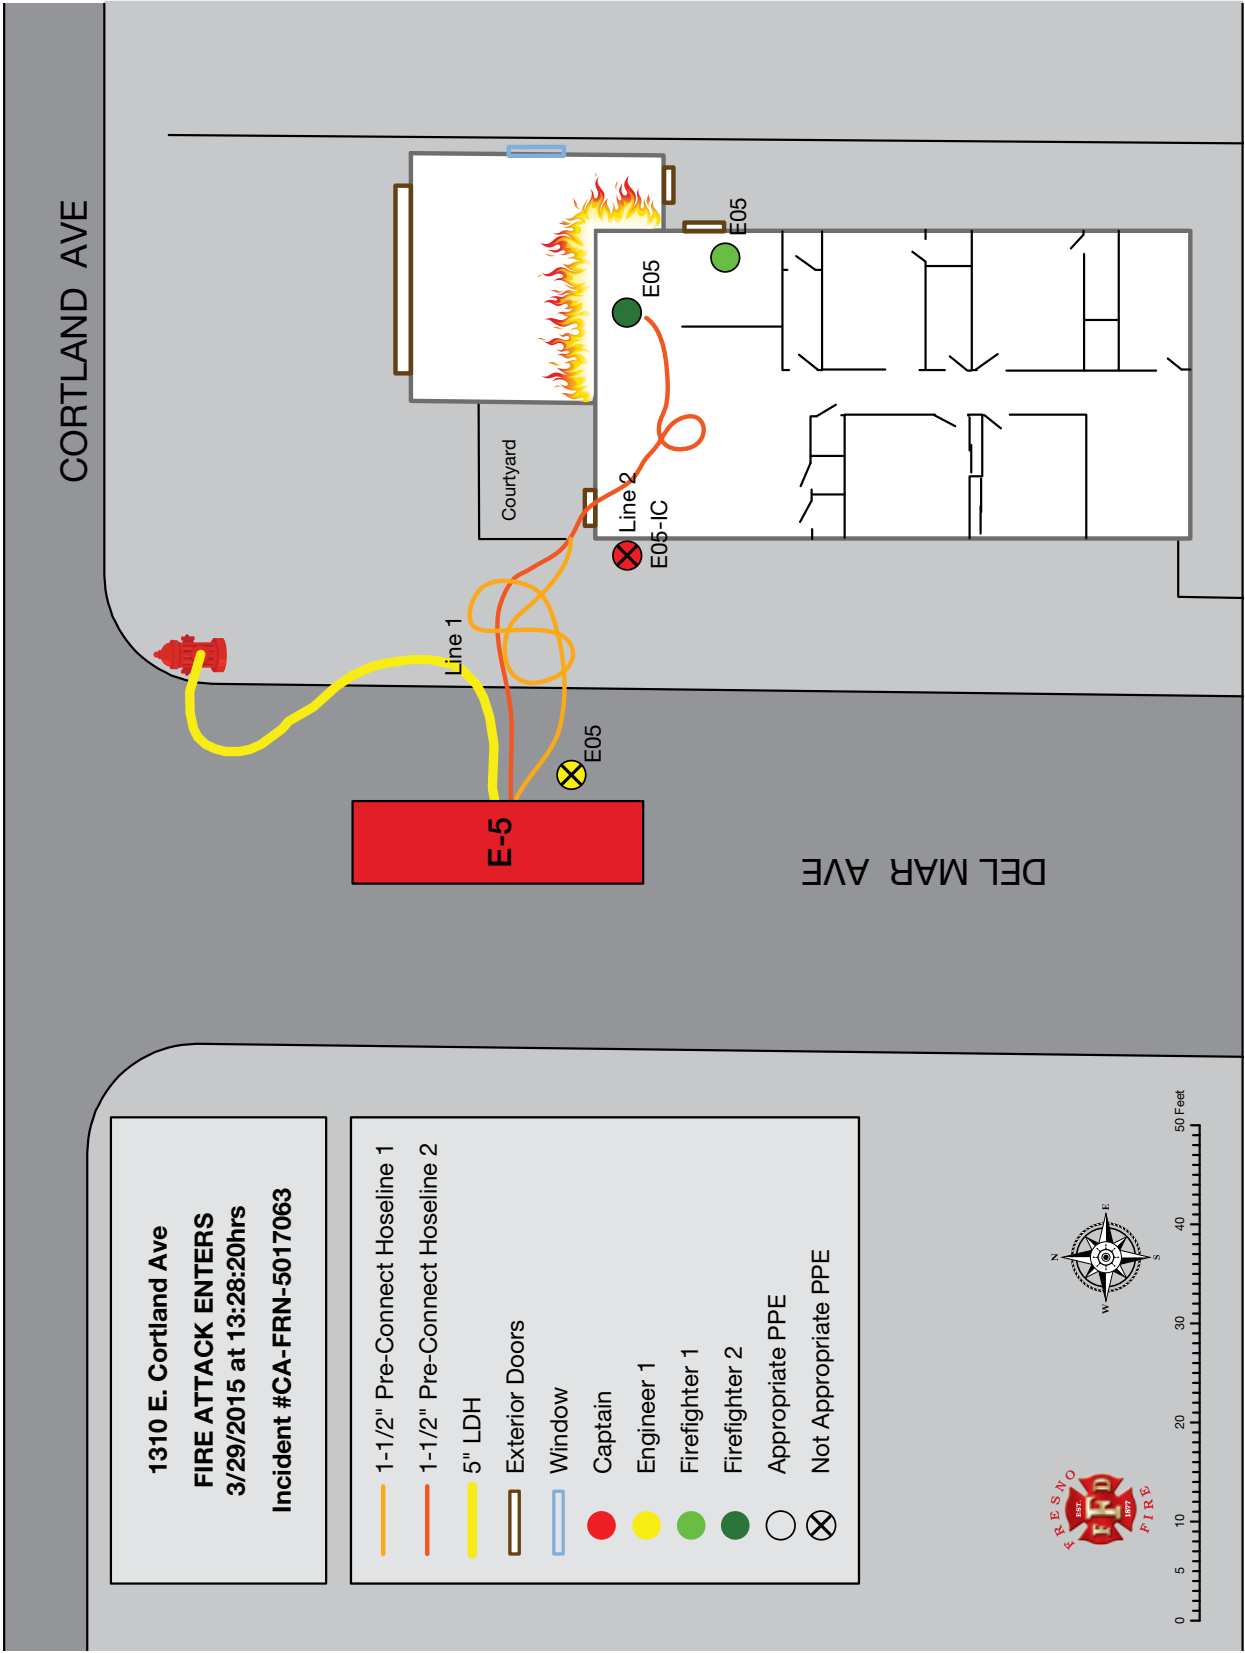 CORTLAND AVE
Courtyard
E05
E05
Line 2
E05-IC
Line 1
E05
E-5
DEL MAR AVE
1310 E. Cortland Ave
FIRE ATTACK ENTERS
3/29/2015 at 13:28:20hrs
Incident #CA-FRN-5017063
1-1/2" Pre-Connect Hoseline 1
1-1/2" Pre-Connect Hoseline 2
5" LDH
Exterior Doors
Window
Captain
Engineer 1
Firefighter 1
Firefighter 2
Appropriate PPE
Not Appropriate PPE
FRESNO
EST.
FFD
1877
FIRE
N
W
E
S
0 5 10 20 30 40 50 Feet